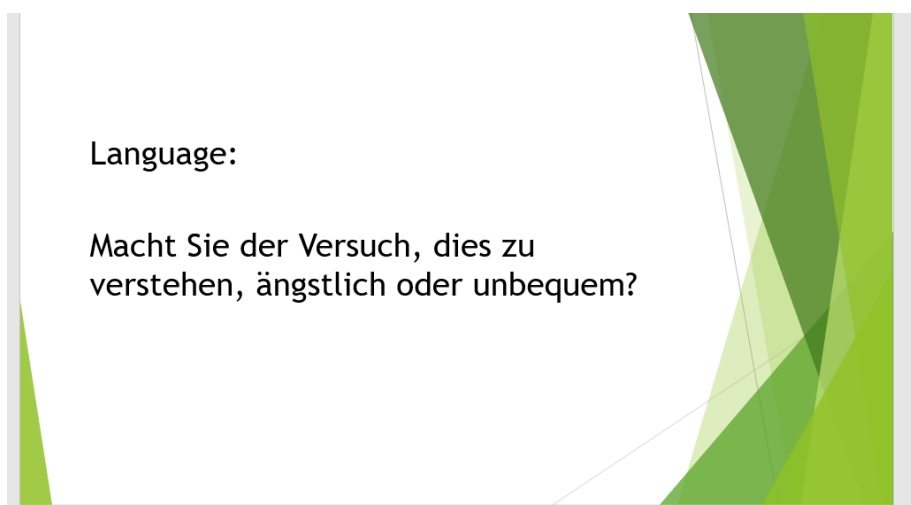 Language:
Macht Sie der Versuch, dies zu
verstehen, ängstlich oder unbequem?